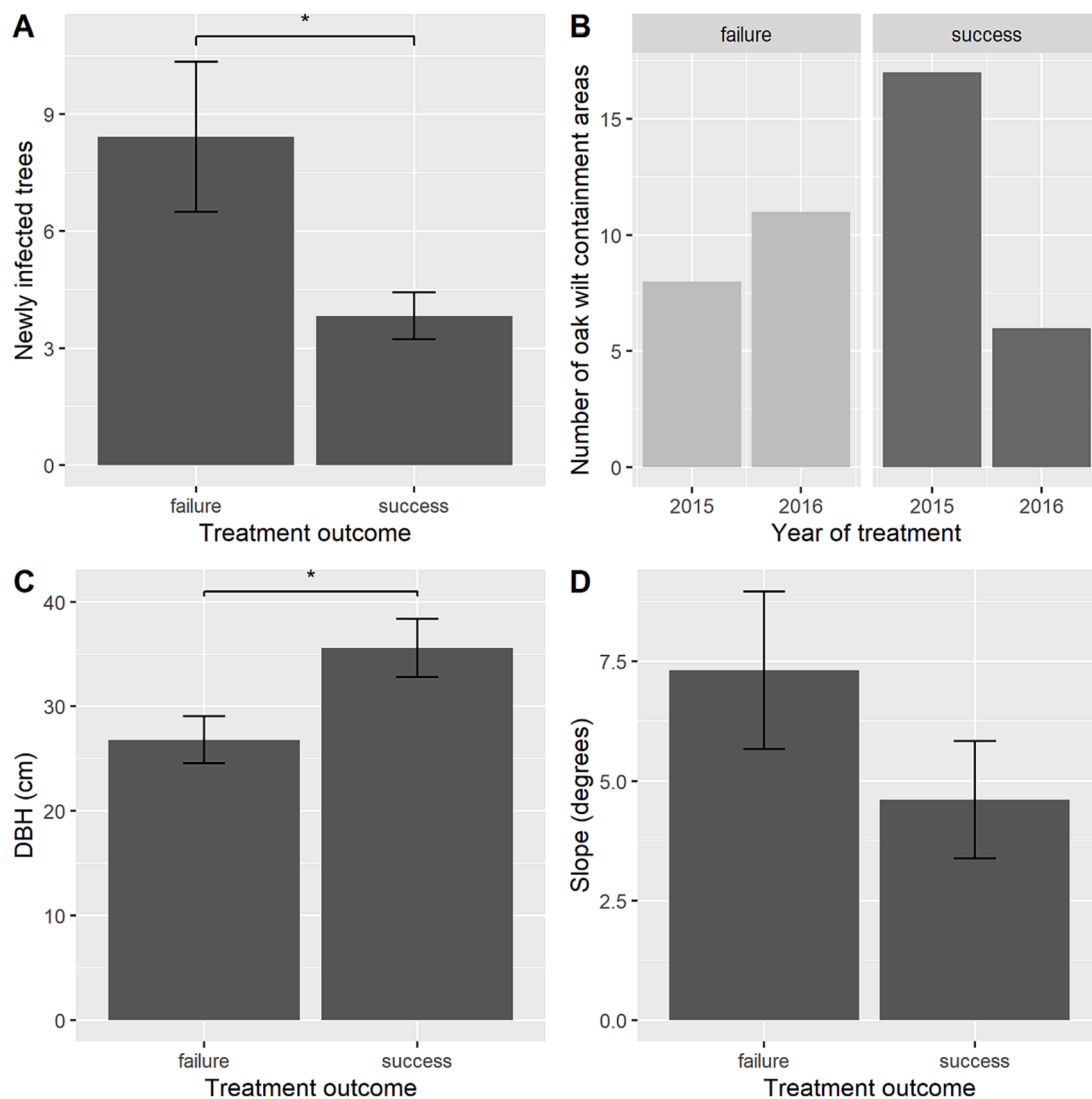 A
*
Newly infected trees
9
6
3
0
failure
success
Treatment outcome
B
failure
success
Number of oak wilt containment areas
15
10
5
0
2015
2016
2015
2016
Year of treatment
C
*
DBH (cm)
40
30
20
10
0
failure
success
Treatment outcome
D
Slope (degrees)
7.5
5.0
2.5
0.0
failure
success
Treatment outcome